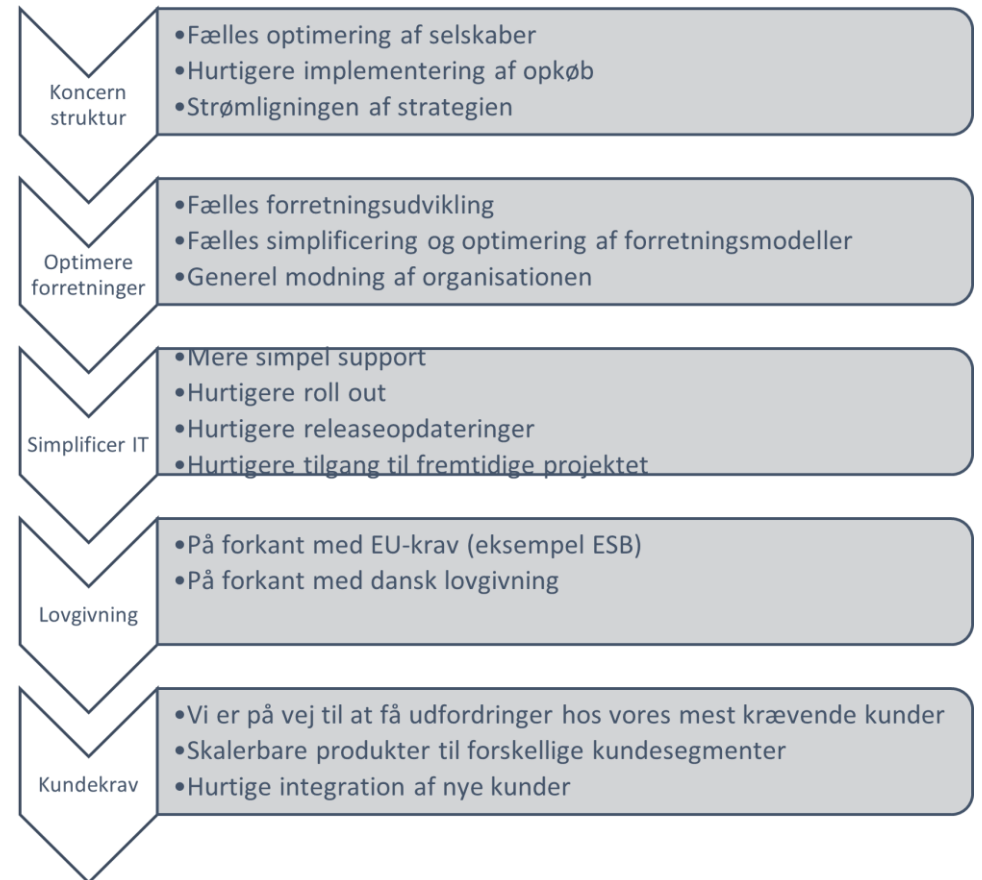 Koncern
struktur
•Fælles optimering af selskaber
•Hurtigere implementering af opkøb
•Strømligningen af strategien
Optimere
forretninger
•Fælles forretningsudvikling
•Fælles simplificering og optimering af forretningsmodeller
•Generel modning af organisationen
Simplificer IT
•Mere simpel support
•Hurtigere roll out
•Hurtigere releaseopdateringer
•Hurtigere tilgang til fremtidige projektet
Lovgivning
•På forkant med EU-krav (eksempel ESB)
•På forkant med dansk lovgivning
Kundekrav
•Vi er på vej til at få udfordringer hos vores mest krævende kunder
•Skalerbare produkter til forskellige kundesegmenter
•Hurtige integration af nye kunder